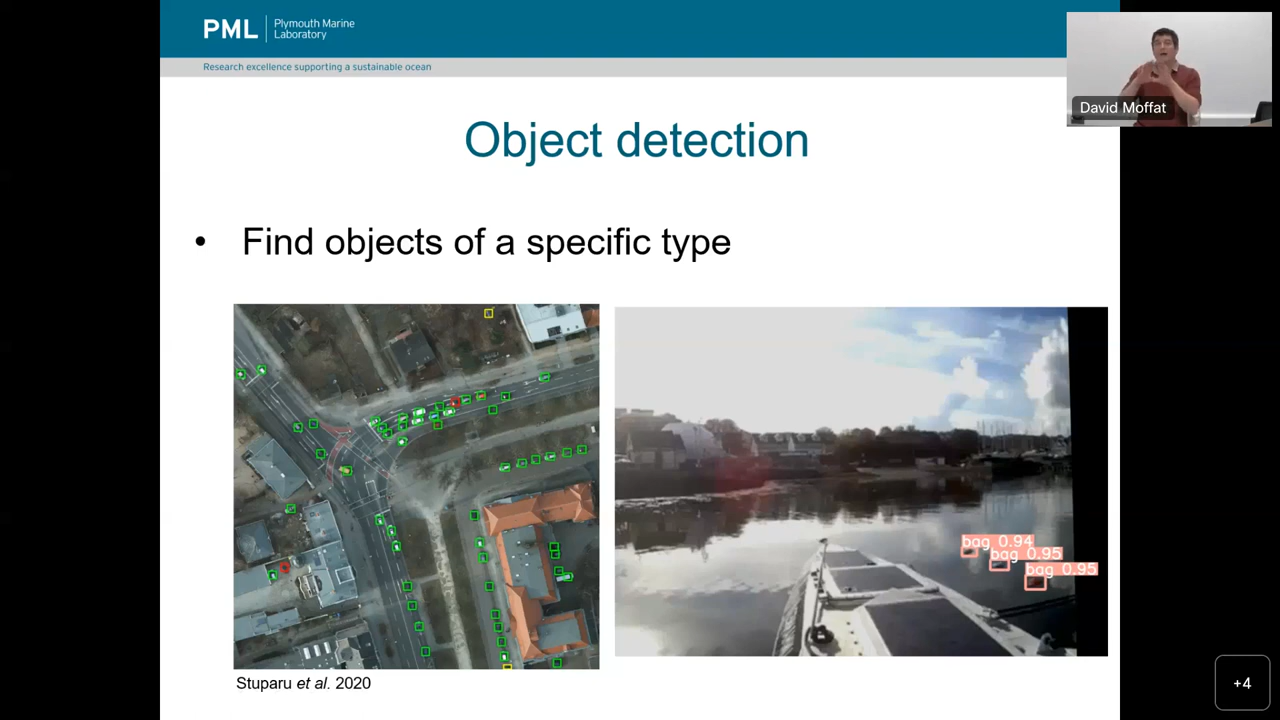 PML
Plymouth Marine
Laboratory
Research excellence supporting a sustainable ocean
David Moffat
Object detection
• Find objects of a specific type
bag 0.94
bag 0.95
bag 0.95
Stuparu et al. 2020
+4